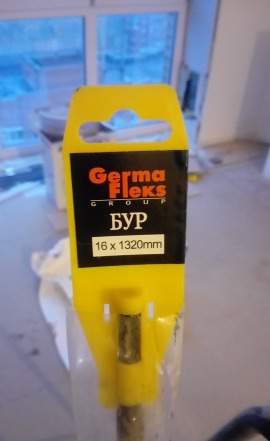 Germa
Fleks
GROUP
БУР
16 x 1320mm